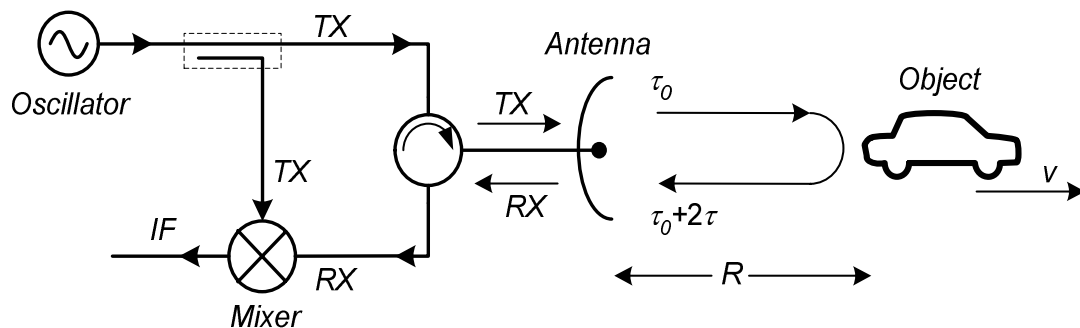 TX
Oscillator
Antenna
Object
TX
τ₀
TX
RX
v
IF
RX
τ₀+2τ
R
Mixer